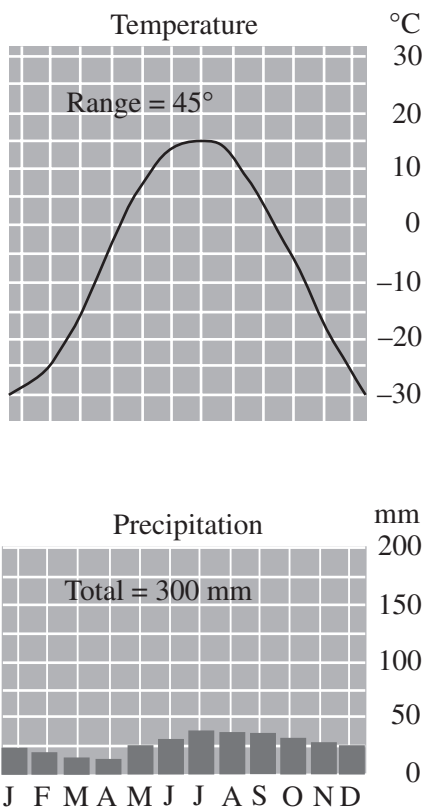 Temperature
°C
30
Range = 45°
20
10
0
–10
–20
–30
Precipitation
mm
200
Total = 300 mm
150
100
50
0
J F M A M J J A S O N D